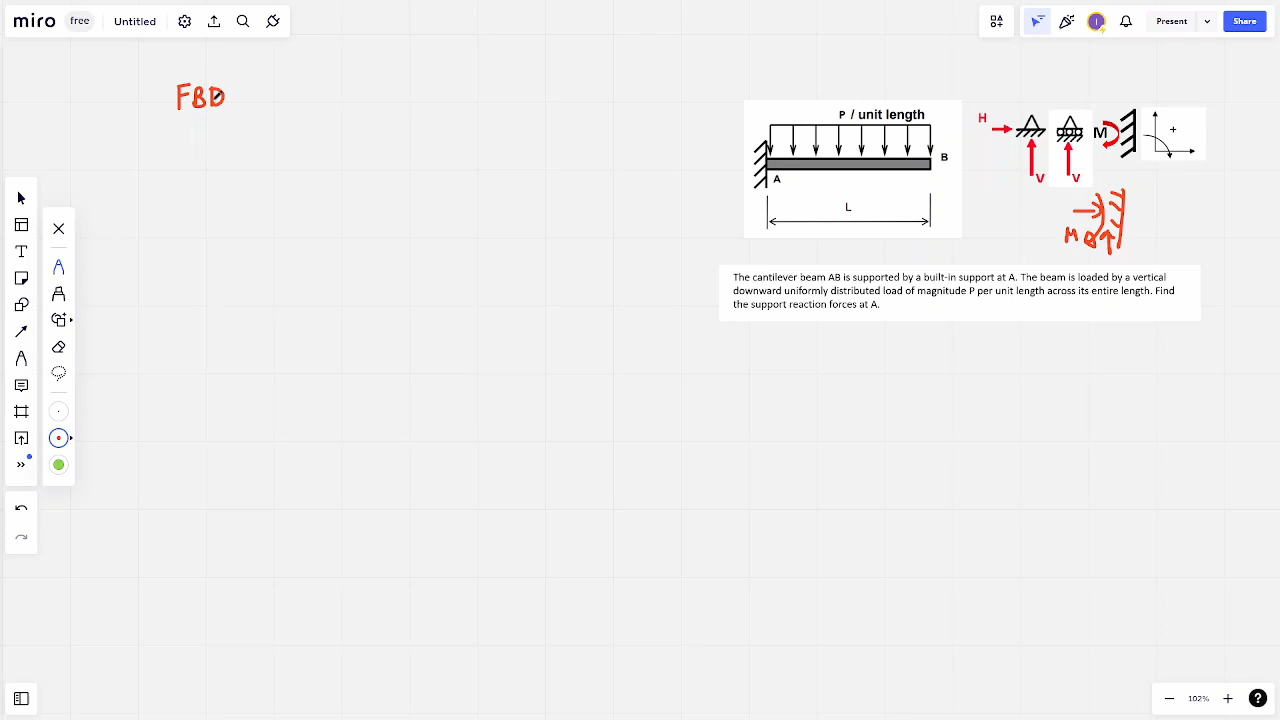 miro free Untitled
Present Share
FBD
P / unit length
A
B
L
H
V
V
M
+
M
The cantilever beam AB is supported by a built-in support at A. The beam is loaded by a vertical
downward uniformly distributed load of magnitude P per unit length across its entire length. Find
the support reaction forces at A.
102%